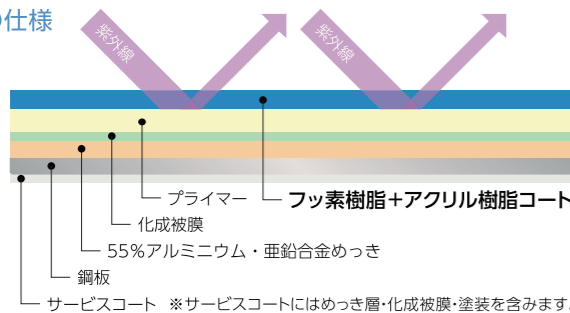 の仕様
紫外線
紫外線
プライマー
フッ素樹脂+アクリル樹脂コート
化成被膜
55%アルミニウム・亜鉛合金めっき
鋼板
サービスコート ※サービスコートにはめっき層・化成被膜・塗装を含みます。